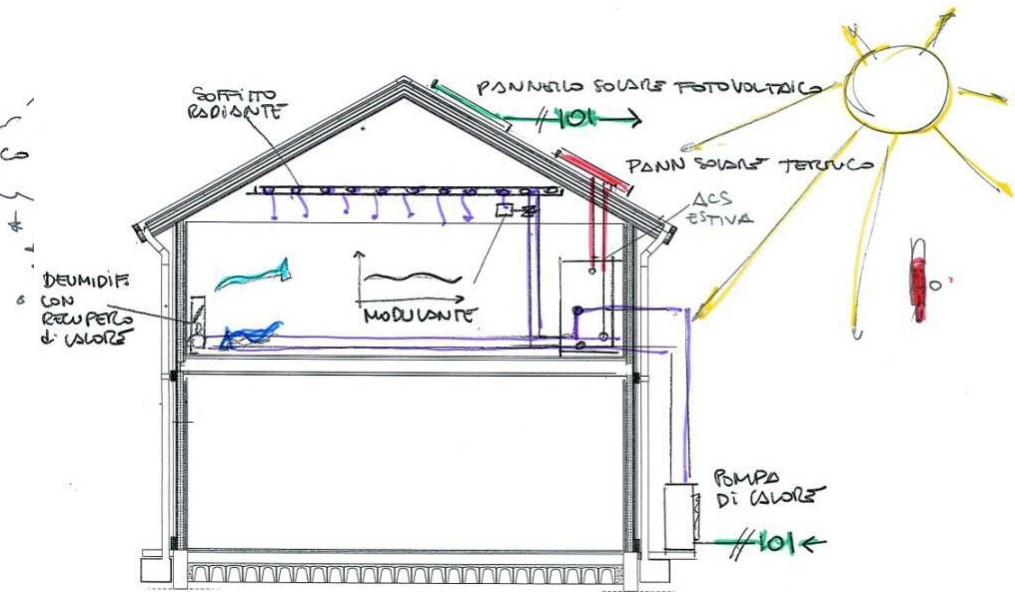 SOFFITTO
RADIANTE
PANNELLO SOLARE FOTOVOLTAICO
PANN SOLARE TERMICO
ACS
ESTIVA
DEUMIDIF.
CON
RECUPERO
di CALORE
MODULANTE
POMPA
DI CALORE